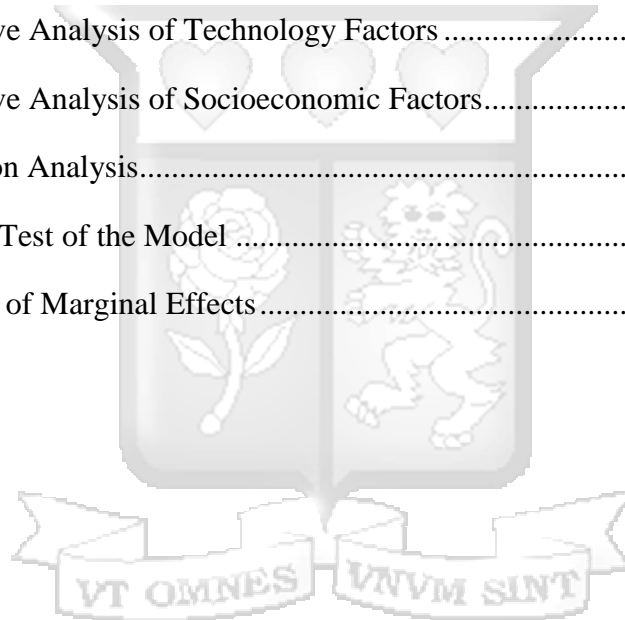 ve Analysis of Technology Factors .......................
ve Analysis of Socioeconomic Factors..................
on Analysis.............................................................
Test of the Model ................................................
of Marginal Effects..............................................
VT OMNES VNVM SINT